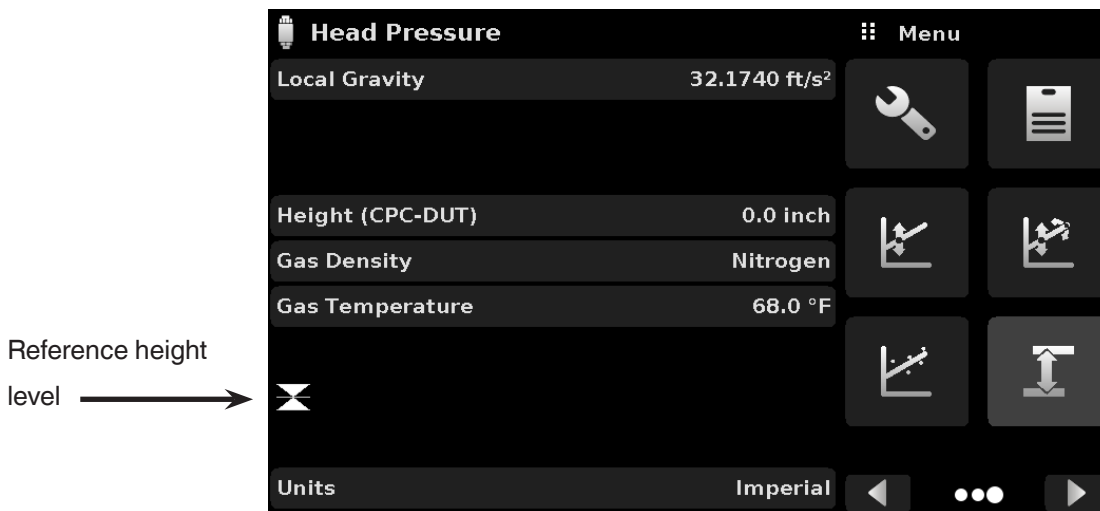 Head Pressure
Menu
Local Gravity 32.1740 ft/s²
Height (CPC-DUT) 0.0 inch
Gas Density Nitrogen
Gas Temperature 68.0 °F
Reference height
level
Units Imperial